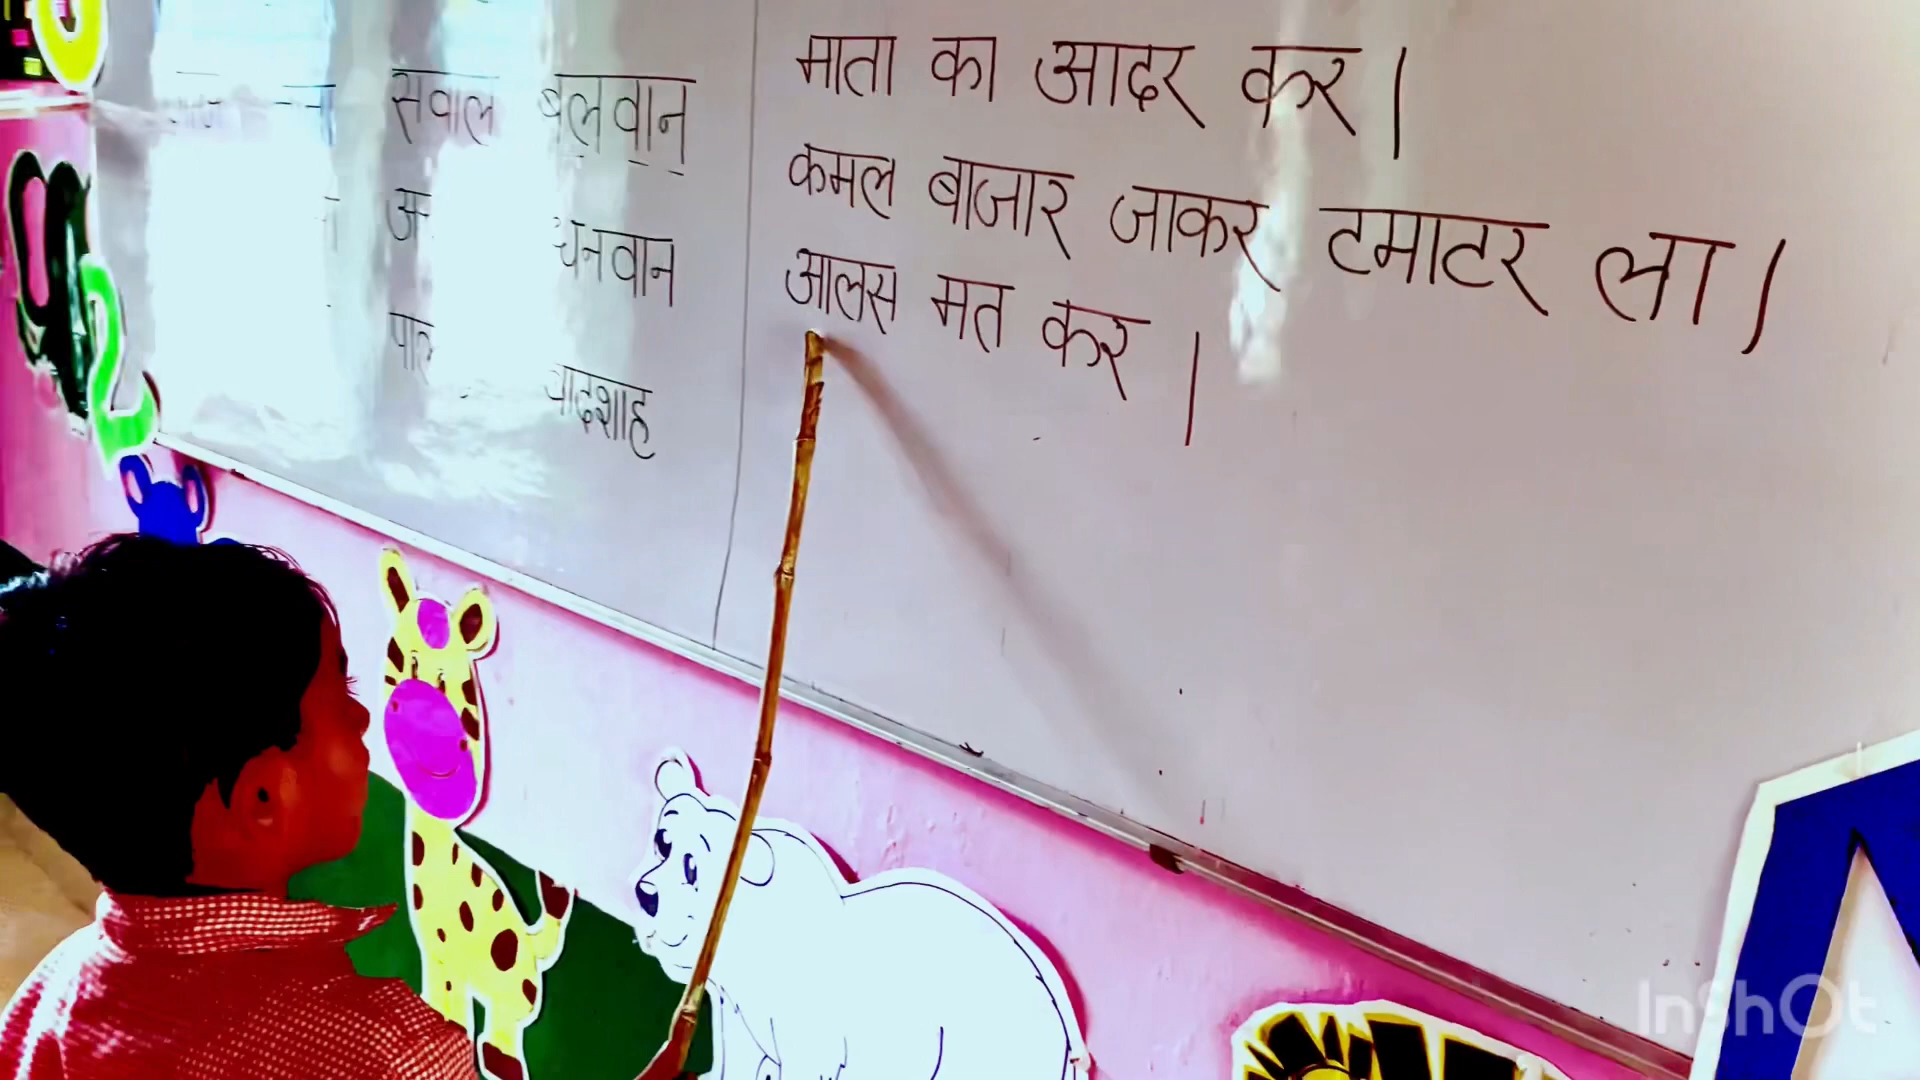 सवाल बलवान
धनवान
बादशाह
माता का आदर कर।
कमल बाजार जाकर टमाटर ला।
आलस मत कर।
InShOt